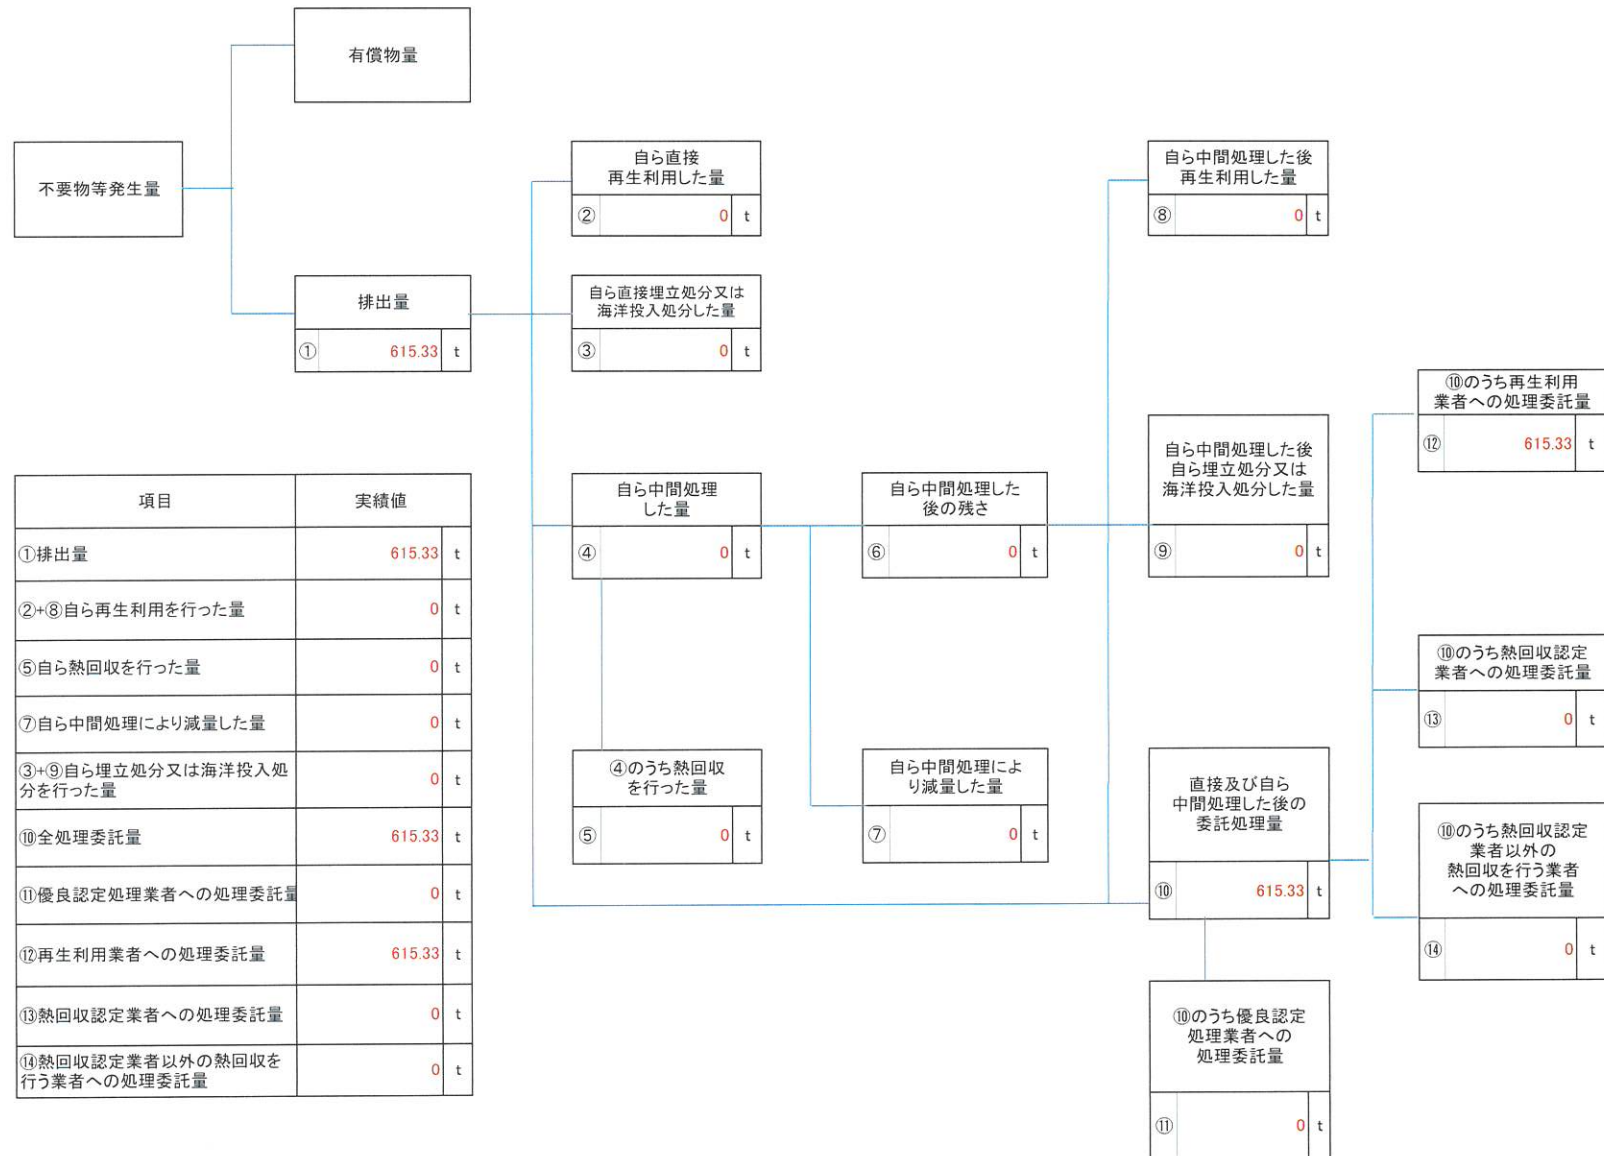 有償物量
不要物等発生量
自ら直接
再生利用した量
② 0 t
自ら中間処理した後
再生利用した量
⑧ 0 t
排出量
① 615.33 t
自ら直接埋立処分又は
海洋投入処分した量
③ 0 t
⑩のうち再生利用
業者への処理委託量
⑫ 615.33 t
自ら中間処理した後
自ら埋立処分又は
海洋投入処分した量
⑨ 0 t
自ら中間処理
した量
④ 0 t
自ら中間処理した
後の残さ
⑥ 0 t
項目 実績値
①排出量 615.33 t
②+⑧自ら再生利用を行った量 0 t
⑤自ら熱回収を行った量 0 t
⑦自ら中間処理により減量した量 0 t
③+⑨自ら埋立処分又は海洋投入処
分を行った量 0 t
⑩全処理委託量 615.33 t
⑪優良認定処理業者への処理委託量 0 t
⑫再生利用業者への処理委託量 615.33 t
⑬熱回収認定業者への処理委託量 0 t
⑭熱回収認定業者以外の熱回収を
行う業者への処理委託量 0 t
⑩のうち熱回収認定
業者への処理委託量
⑬ 0 t
④のうち熱回収
を行った量
⑤ 0 t
自ら中間処理によ
り減量した量
⑦ 0 t
直接及び自ら
中間処理した後の
委託処理量
⑩ 615.33 t
⑩のうち熱回収認定
業者以外の
熱回収を行う業者
への処理委託量
⑭ 0 t
⑩のうち優良認定
処理業者への
処理委託量
⑪ 0 t